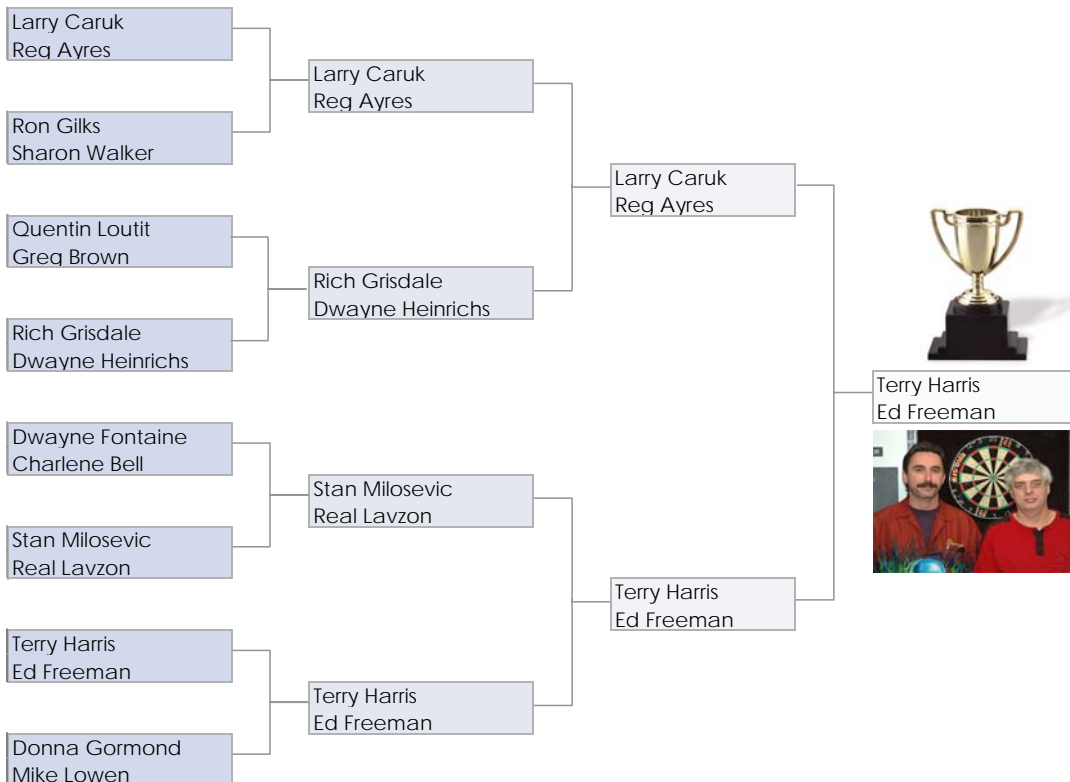 Larry Caruk
Reg Ayres
Ron Gilks
Sharon Walker
Quentin Loutit
Greg Brown
Rich Grisdale
Dwayne Heinrichs
Dwayne Fontaine
Charlene Bell
Stan Milosevic
Real Lavzon
Terry Harris
Ed Freeman
Donna Gormond
Mike Lowen
Larry Caruk
Reg Ayres
Rich Grisdale
Dwayne Heinrichs
Stan Milosevic
Real Lavzon
Terry Harris
Ed Freeman
Larry Caruk
Reg Ayres
Terry Harris
Ed Freeman
Terry Harris
Ed Freeman